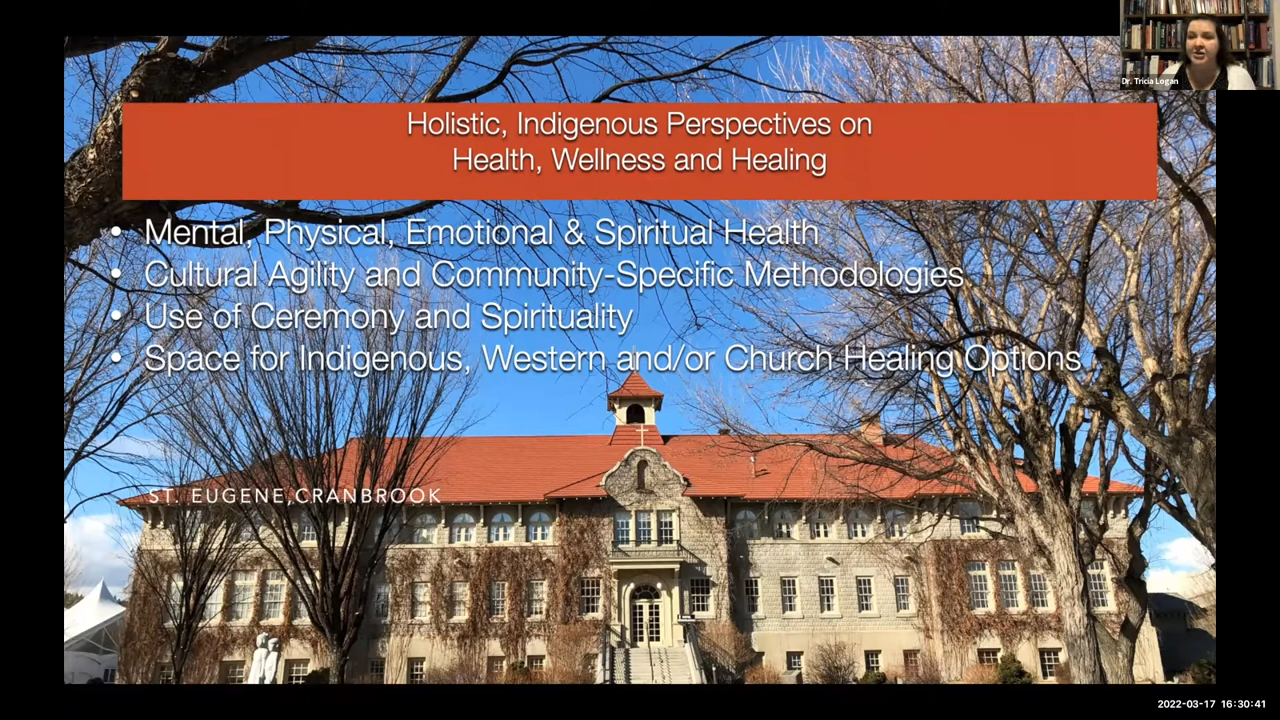 Dr. Tricia Logan
Holistic, Indigenous Perspectives on
Health, Wellness and Healing
• Mental, Physical, Emotional & Spiritual Health
• Cultural Agility and Community-Specific Methodologies
• Use of Ceremony and Spirituality
• Space for Indigenous, Western and/or Church Healing Options
ST. EUGENE,CRANBROOK
2022-03-17 16:30:41